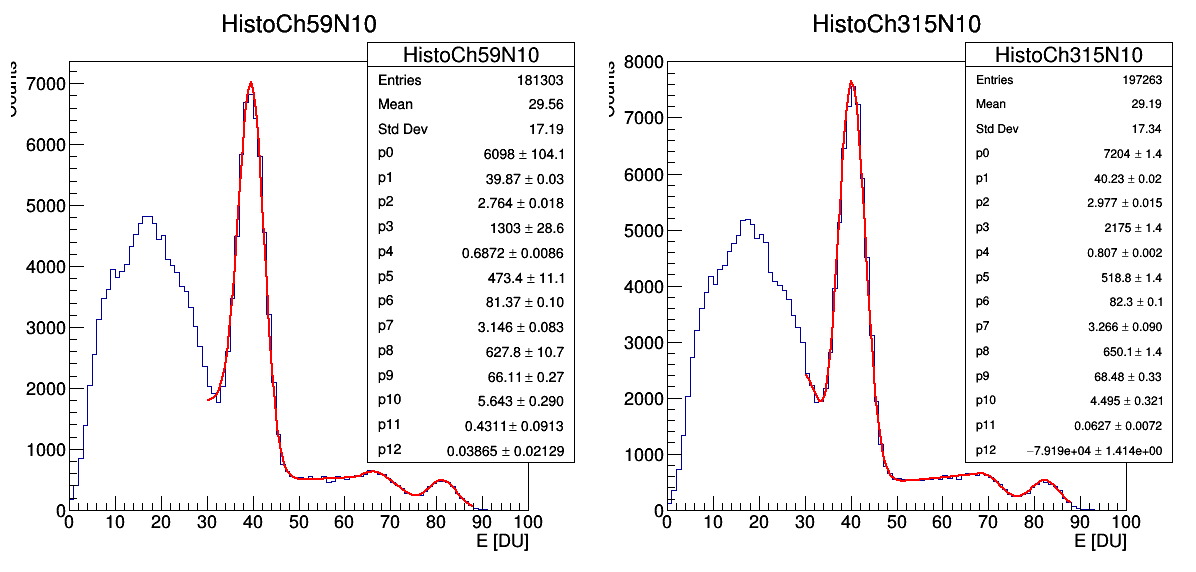 HistoCh59N10
HistoCh59N10
Entries 181303
Mean 29.56
Std Dev 17.19
p0 6098 ± 104.1
p1 39.87 ± 0.03
p2 2.764 ± 0.018
p3 1303 ± 28.6
p4 0.6872 ± 0.0086
p5 473.4 ± 11.1
p6 81.37 ± 0.10
p7 3.146 ± 0.083
p8 627.8 ± 10.7
p9 66.11 ± 0.27
p10 5.643 ± 0.290
p11 0.4311 ± 0.0913
p12 0.03865 ± 0.02129
7000
6000
5000
4000
3000
2000
1000
0
0 10 20 30 40 50 60 70 80 90 100
E [DU]
HistoCh315N10
HistoCh315N10
Entries 197263
Mean 29.19
Std Dev 17.34
p0 7204 ± 1.4
p1 40.23 ± 0.02
p2 2.977 ± 0.015
p3 2175 ± 1.4
p4 0.807 ± 0.002
p5 518.8 ± 1.4
p6 82.3 ± 0.1
p7 3.266 ± 0.090
p8 650.1 ± 1.4
p9 68.48 ± 0.33
p10 4.495 ± 0.321
p11 0.0627 ± 0.0072
p12 −7.919e+04 ± 1.414e+00
8000
7000
6000
5000
4000
3000
2000
1000
0
0 10 20 30 40 50 60 70 80 90 100
E [DU]